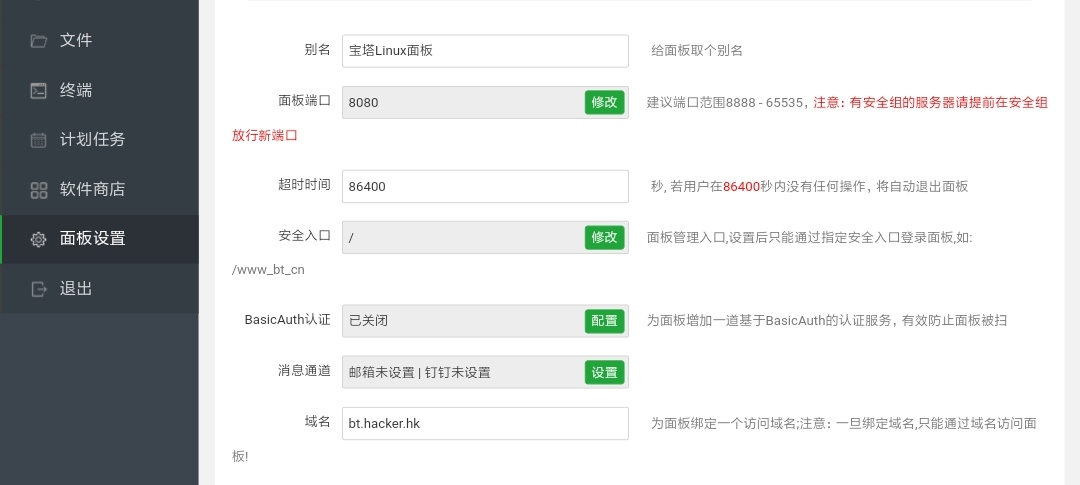 文件
终端
计划任务
软件商店
面板设置
退出
别名 宝塔Linux面板 给面板取个别名
面板端口 8080 修改 建议端口范围8888 - 65535，注意：有安全组的服务器请提前在安全组
放行新端口
超时时间 86400 秒, 若用户在86400秒内没有任何操作，将自动退出面板
安全入口 / 修改 面板管理入口,设置后只能通过指定安全入口登录面板,如:
/www_bt_cn
BasicAuth认证 已关闭 配置 为面板增加一道基于BasicAuth的认证服务，有效防止面板被扫
消息通道 邮箱未设置 | 钉钉未设置 设置
域名 bt.hacker.hk 为面板绑定一个访问域名;注意：一旦绑定域名,只能通过域名访问面
板!